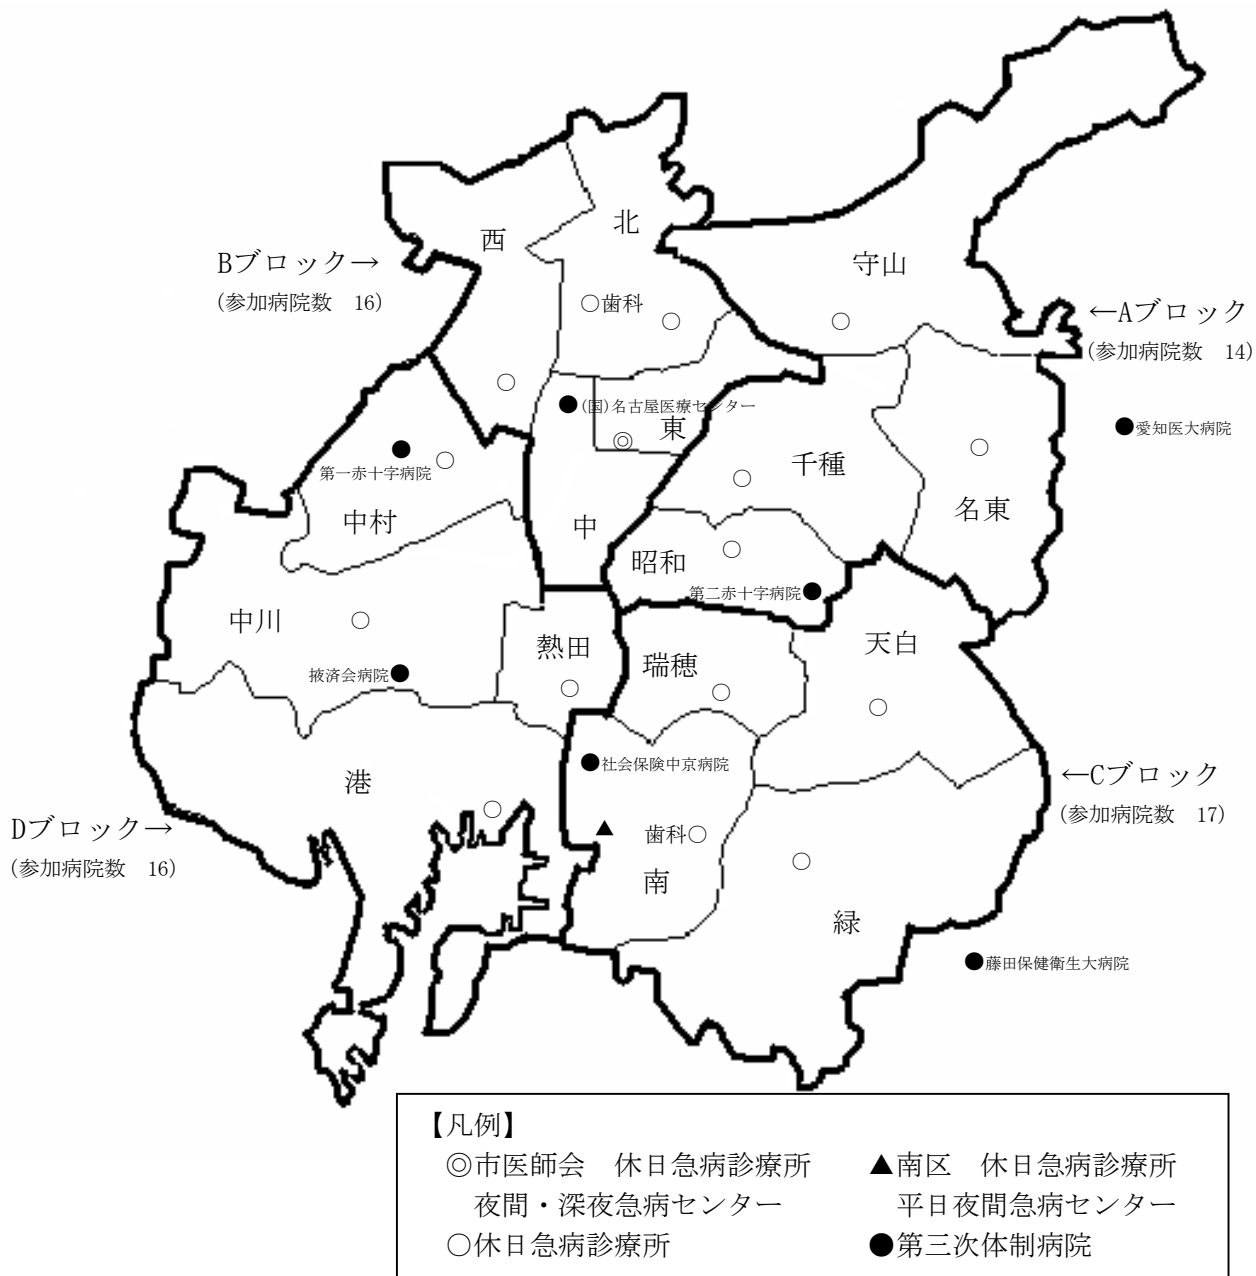 北
西
守山
Bブロック→
(参加病院数 16)
○歯科
←Aブロック
(参加病院数 14)
●(国)名古屋医療センター
東
●愛知医大病院
千種
第一赤十字病院
名東
中村
中
昭和
第二赤十字病院●
中川
熱田
天白
瑞穂
掖済会病院●
●社会保険中京病院
港
←Cブロック
(参加病院数 17)
Dブロック→
(参加病院数 16)
歯科○
南
緑
●藤田保健衛生大病院
【凡例】
◎市医師会 休日急病診療所
夜間・深夜急病センター
○休日急病診療所
▲南区 休日急病診療所
平日夜間急病センター
●第三次体制病院